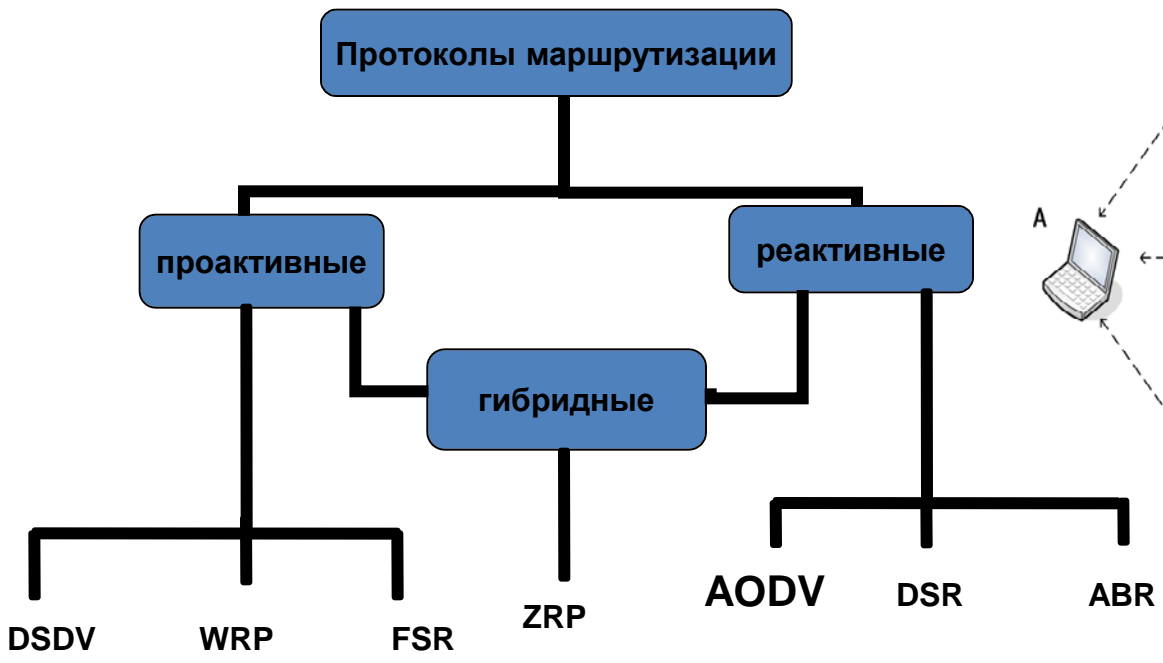 Протоколы маршрутизации
проактивные
реактивные
A
гибридные
AODV
DSR
ABR
ZRP
DSDV
WRP
FSR